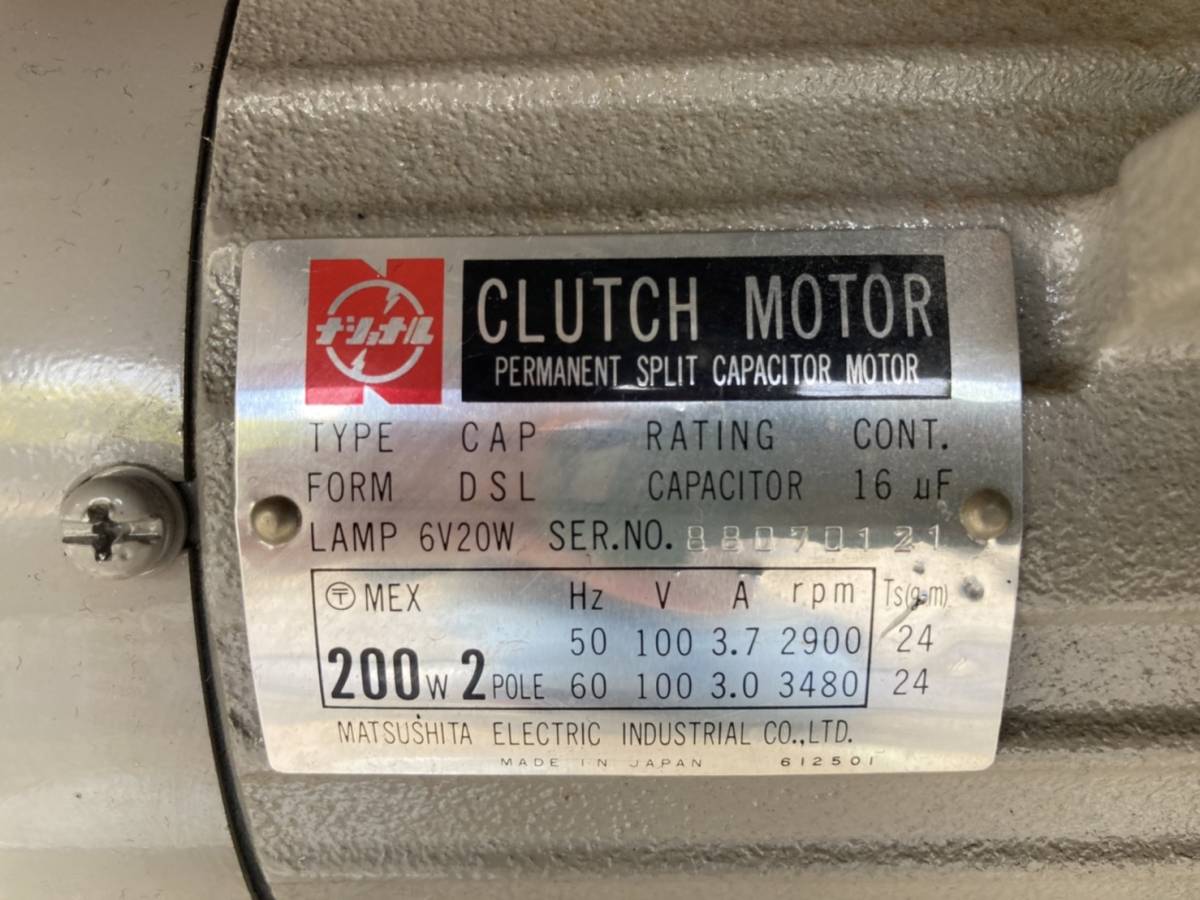 ナショナル
CLUTCH MOTOR
PERMANENT SPLIT CAPACITOR MOTOR
TYPE CAP RATING CONT.
FORM DSL CAPACITOR 16 µF
LAMP 6V20W SER.NO. 88070121
〶 MEX Hz V A rpm Ts(g-m)
50 100 3.7 2900 24
200W 2 POLE 60 100 3.0 3480 24
MATSUSHITA ELECTRIC INDUSTRIAL CO.,LTD.
MADE IN JAPAN 612501